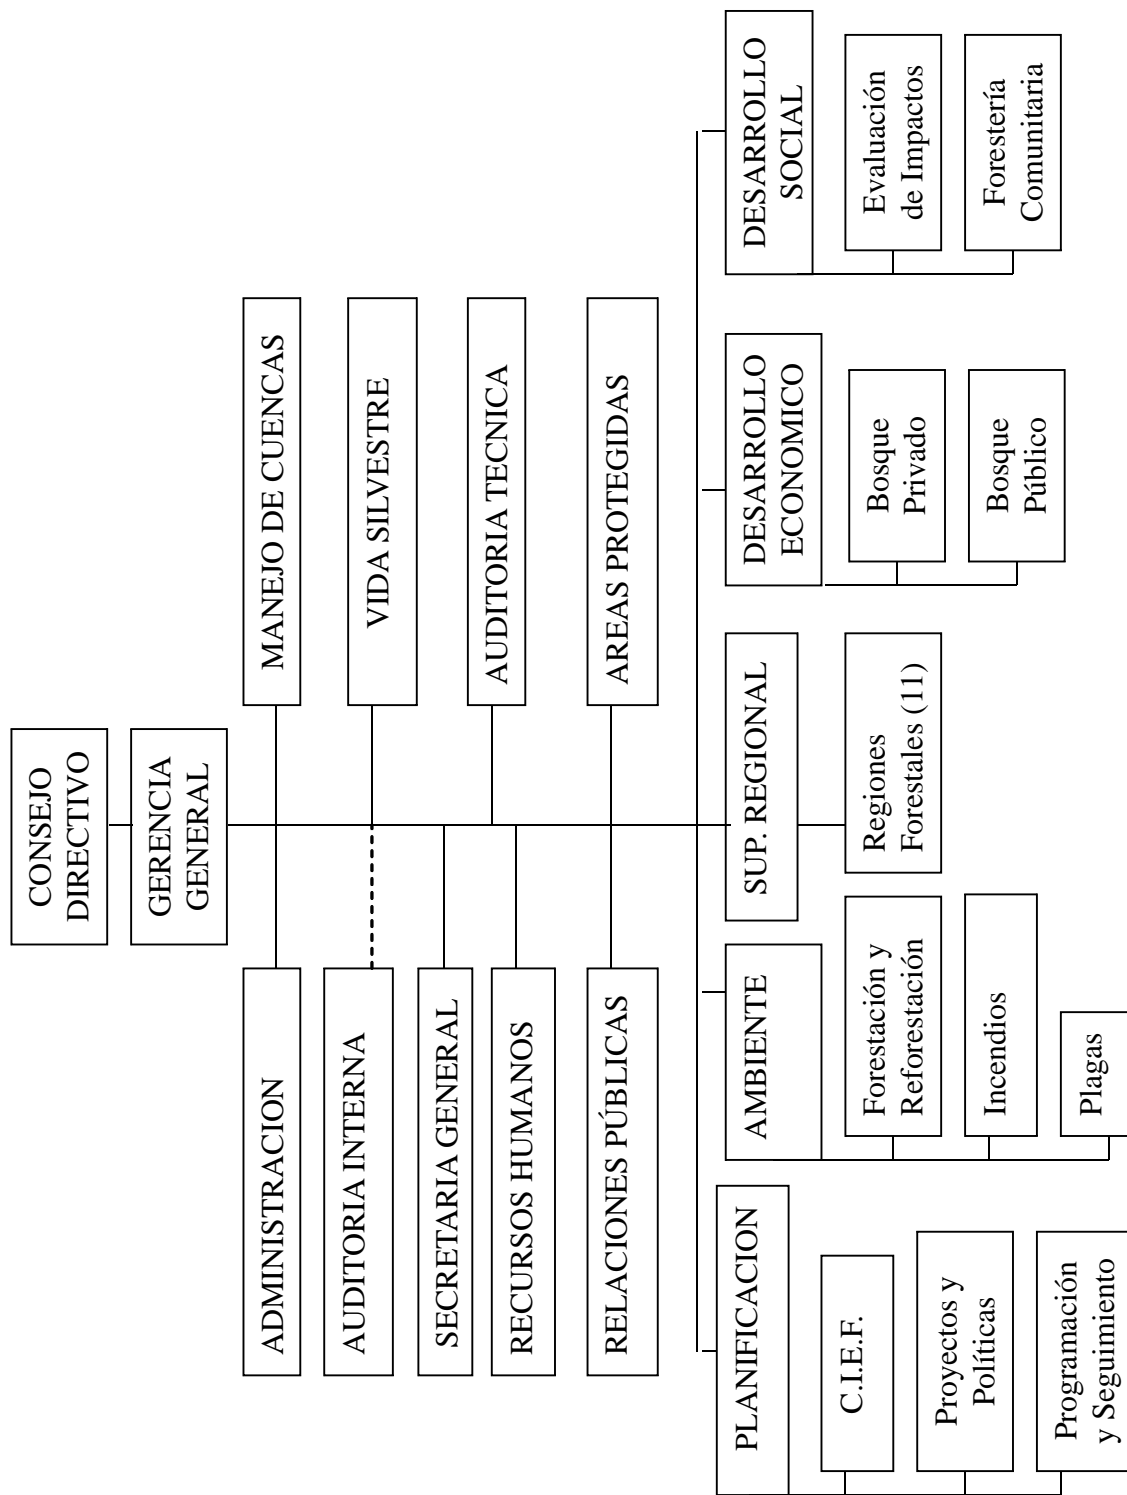 CONSEJO
DIRECTIVO
GERENCIA
GENERAL
ADMINISTRACION
MANEJO DE CUENCAS
AUDITORIA INTERNA
VIDA SILVESTRE
SECRETARIA GENERAL
AUDITORIA TECNICA
RECURSOS HUMANOS
RELACIONES PÚBLICAS
AREAS PROTEGIDAS
PLANIFICACION
C.I.E.F.
Proyectos y
Políticas
Programación
y Seguimiento
AMBIENTE
Forestación y
Reforestación
Incendios
Plagas
SUP. REGIONAL
Regiones
Forestales (11)
DESARROLLO
ECONOMICO
Bosque
Privado
Bosque
Público
DESARROLLO
SOCIAL
Evaluación
de Impactos
Forestería
Comunitaria